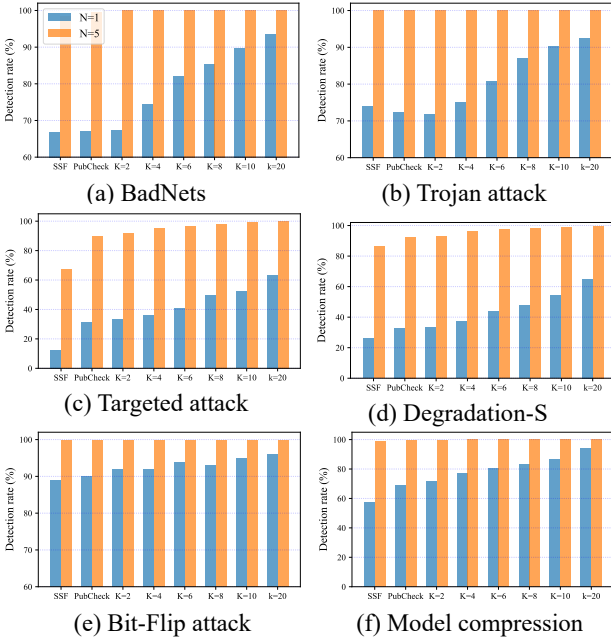 Detection rate (%)
100
90
80
70
60
N=1
N=5
SSF PubCheck K=2 K=4 K=6 K=8 K=10 k=20
(a) BadNets
Detection rate (%)
100
90
80
70
60
SSF PubCheck K=2 K=4 K=6 K=8 K=10 k=20
(b) Trojan attack
Detection rate (%)
100
80
60
40
20
0
SSF PubCheck K=2 K=4 K=6 K=8 K=10 k=20
(c) Targeted attack
Detection rate (%)
100
80
60
40
20
0
SSF PubCheck K=2 K=4 K=6 K=8 K=10 k=20
(d) Degradation-S
Detection rate (%)
100
90
80
70
60
SSF PubCheck K=2 K=4 K=6 K=8 K=10 k=20
(e) Bit-Flip attack
Detection rate (%)
100
80
60
40
20
0
SSF PubCheck K=2 K=4 K=6 K=8 K=10 k=20
(f) Model compression